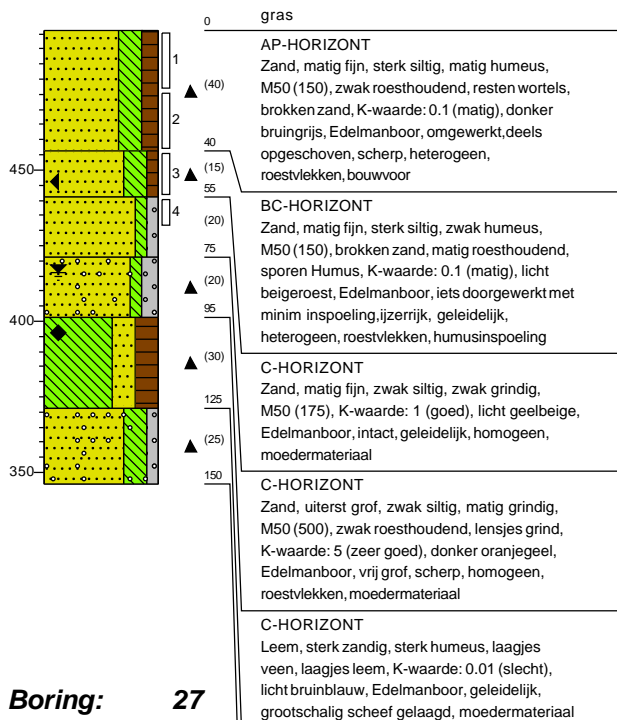 0
gras
AP-HORIZONT
Zand, matig fijn, sterk siltig, matig humeus,
M50 (150), zwak roesthoudend, resten wortels,
brokken zand, K-waarde: 0.1 (matig), donker
bruingrijs, Edelmanboor, omgewerkt,deels
opgeschoven, scherp, heterogeen,
roestvlekken, bouwvoor
1
(40)
2
40
450
3
(15)
55
BC-HORIZONT
Zand, matig fijn, sterk siltig, zwak humeus,
M50 (150), brokken zand, matig roesthoudend,
sporen Humus, K-waarde: 0.1 (matig), licht
beigeroest, Edelmanboor, iets doorgewerkt met
minim inspoeling,ijzerrijk, geleidelijk,
heterogeen, roestvlekken, humusinspoeling
4
(20)
75
(20)
95
400
(30)
125
C-HORIZONT
Zand, matig fijn, zwak siltig, zwak grindig,
M50 (175), K-waarde: 1 (goed), licht geelbeige,
Edelmanboor, intact, geleidelijk, homogeen,
moedermateriaal
(25)
350
150
C-HORIZONT
Zand, uiterst grof, zwak siltig, matig grindig,
M50 (500), zwak roesthoudend, lensjes grind,
K-waarde: 5 (zeer goed), donker oranjegeel,
Edelmanboor, vrij grof, scherp, homogeen,
roestvlekken, moedermateriaal
C-HORIZONT
Leem, sterk zandig, sterk humeus, laagjes
veen, laagjes leem, K-waarde: 0.01 (slecht),
licht bruinblauw, Edelmanboor, geleidelijk,
grootschalig scheef gelaagd, moedermateriaal
Boring: 27